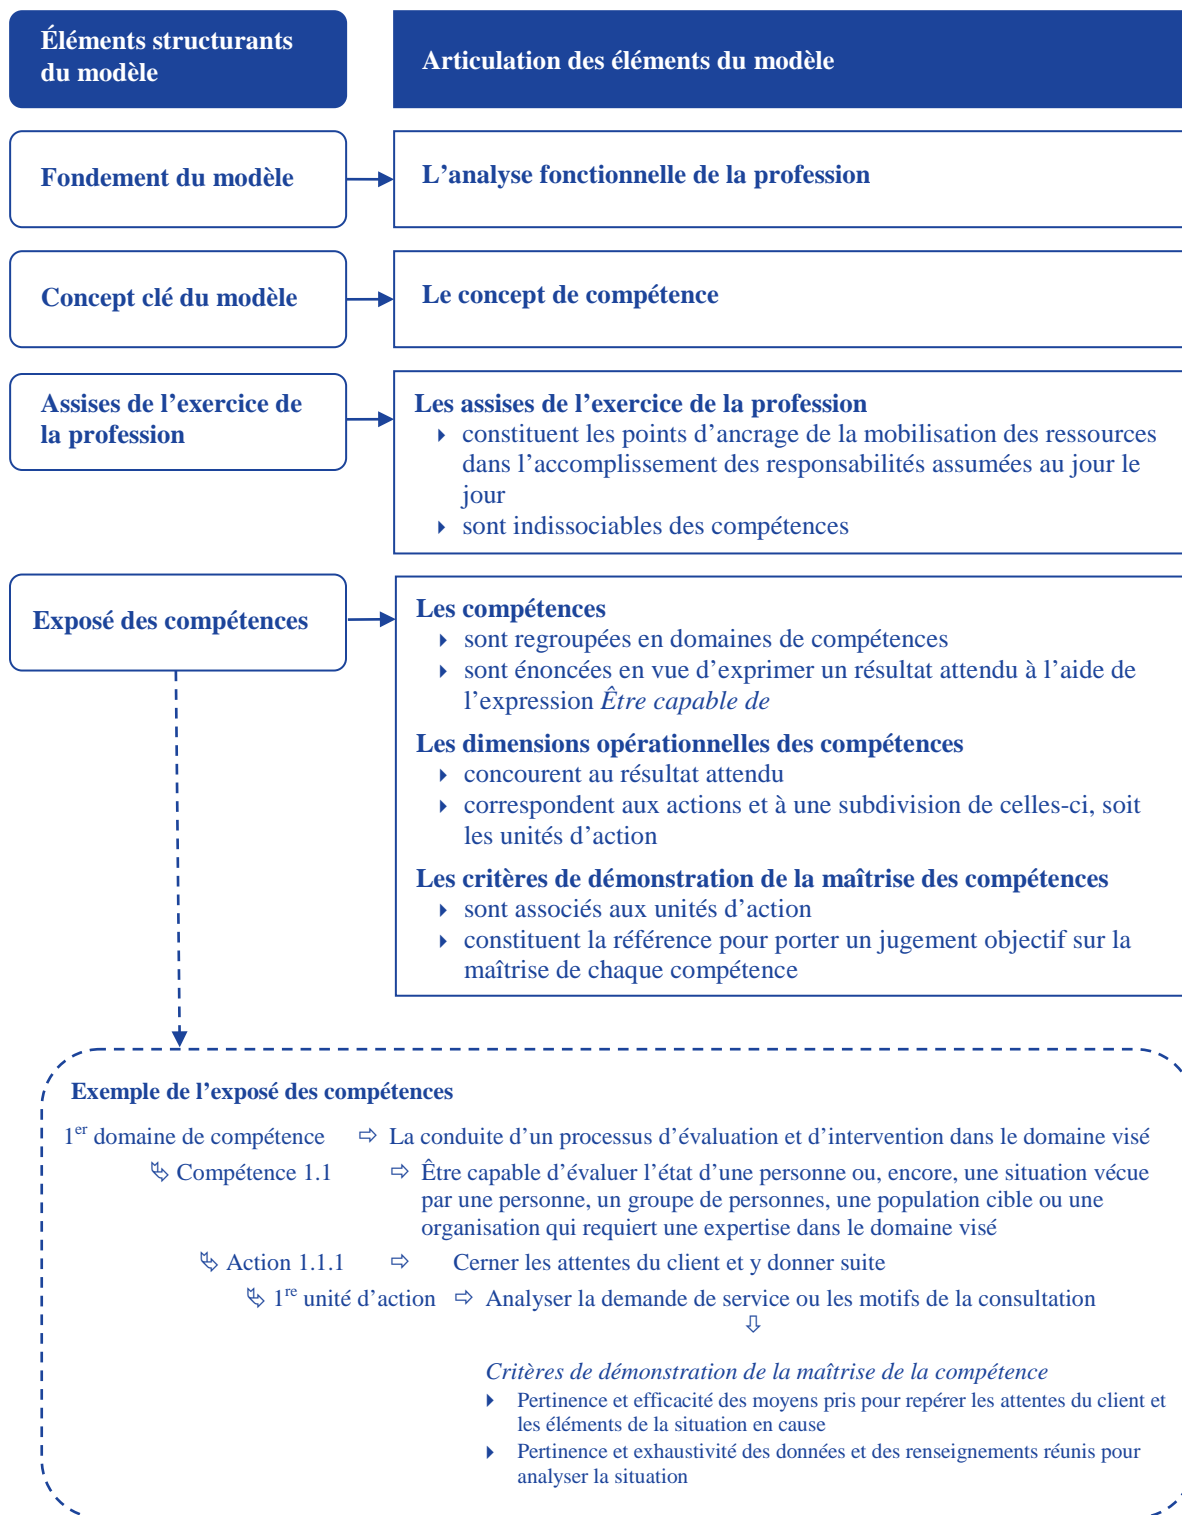 Éléments structurants
du modèle
Articulation des éléments du modèle
Fondement du modèle
L’analyse fonctionnelle de la profession
Concept clé du modèle
Le concept de compétence
Assises de l’exercice de
la profession
Les assises de l’exercice de la profession
constituent les points d’ancrage de la mobilisation des ressources
dans l’accomplissement des responsabilités assumées au jour le
jour
sont indissociables des compétences
Exposé des compétences
Les compétences
sont regroupées en domaines de compétences
sont énoncées en vue d’exprimer un résultat attendu à l’aide de
l’expression Être capable de
Les dimensions opérationnelles des compétences
concourent au résultat attendu
correspondent aux actions et à une subdivision de celles-ci, soit
les unités d’action
Les critères de démonstration de la maîtrise des compétences
sont associés aux unités d’action
constituent la référence pour porter un jugement objectif sur la
maîtrise de chaque compétence
Exemple de l’exposé des compétences
1er domaine de compétence ⇨ La conduite d’un processus d’évaluation et d’intervention dans le domaine visé
Compétence 1.1 ⇨ Être capable d’évaluer l’état d’une personne ou, encore, une situation vécue
par une personne, un groupe de personnes, une population cible ou une
organisation qui requiert une expertise dans le domaine visé
Action 1.1.1 ⇨ Cerner les attentes du client et y donner suite
1re unité d’action ⇨ Analyser la demande de service ou les motifs de la consultation
Critères de démonstration de la maîtrise de la compétence
Pertinence et efficacité des moyens pris pour repérer les attentes du client et
les éléments de la situation en cause
Pertinence et exhaustivité des données et des renseignements réunis pour
analyser la situation